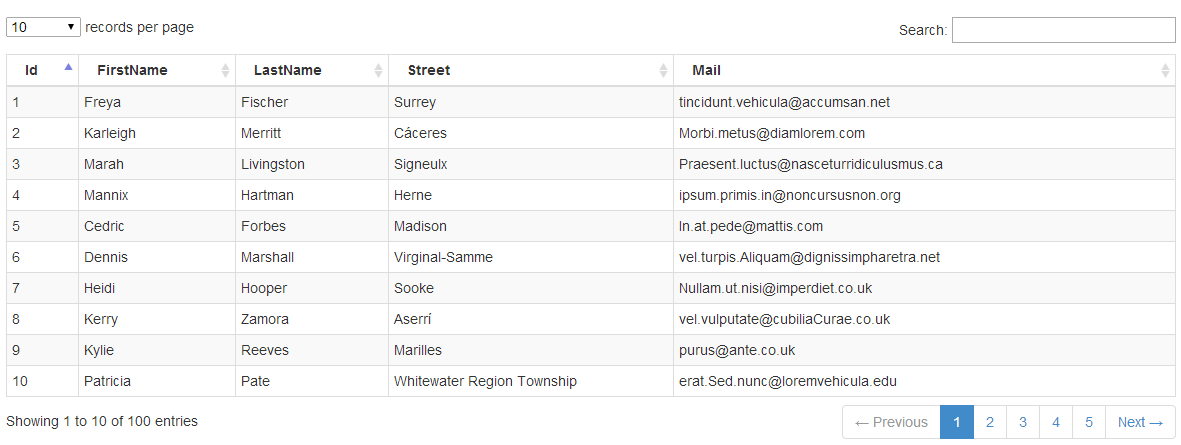 10 records per page Search:
Id FirstName LastName Street Mail
1 Freya Fischer Surrey tincidunt.vehicula@accumsan.net
2 Karleigh Merritt Cáceres Morbi.metus@diamlorem.com
3 Marah Livingston Signeulx Praesent.luctus@nasceturridiculusmus.ca
4 Mannix Hartman Herne ipsum.primis.in@noncursusnon.org
5 Cedric Forbes Madison In.at.pede@mattis.com
6 Dennis Marshall Virginal-Samme vel.turpis.Aliquam@dignissimpharetra.net
7 Heidi Hooper Sooke Nullam.ut.nisi@imperdiet.co.uk
8 Kerry Zamora Aserrí vel.vulputate@cubiliaCurae.co.uk
9 Kylie Reeves Marilles purus@ante.co.uk
10 Patricia Pate Whitewater Region Township erat.Sed.nunc@loremvehicula.edu
Showing 1 to 10 of 100 entries ← Previous 1 2 3 4 5 Next →